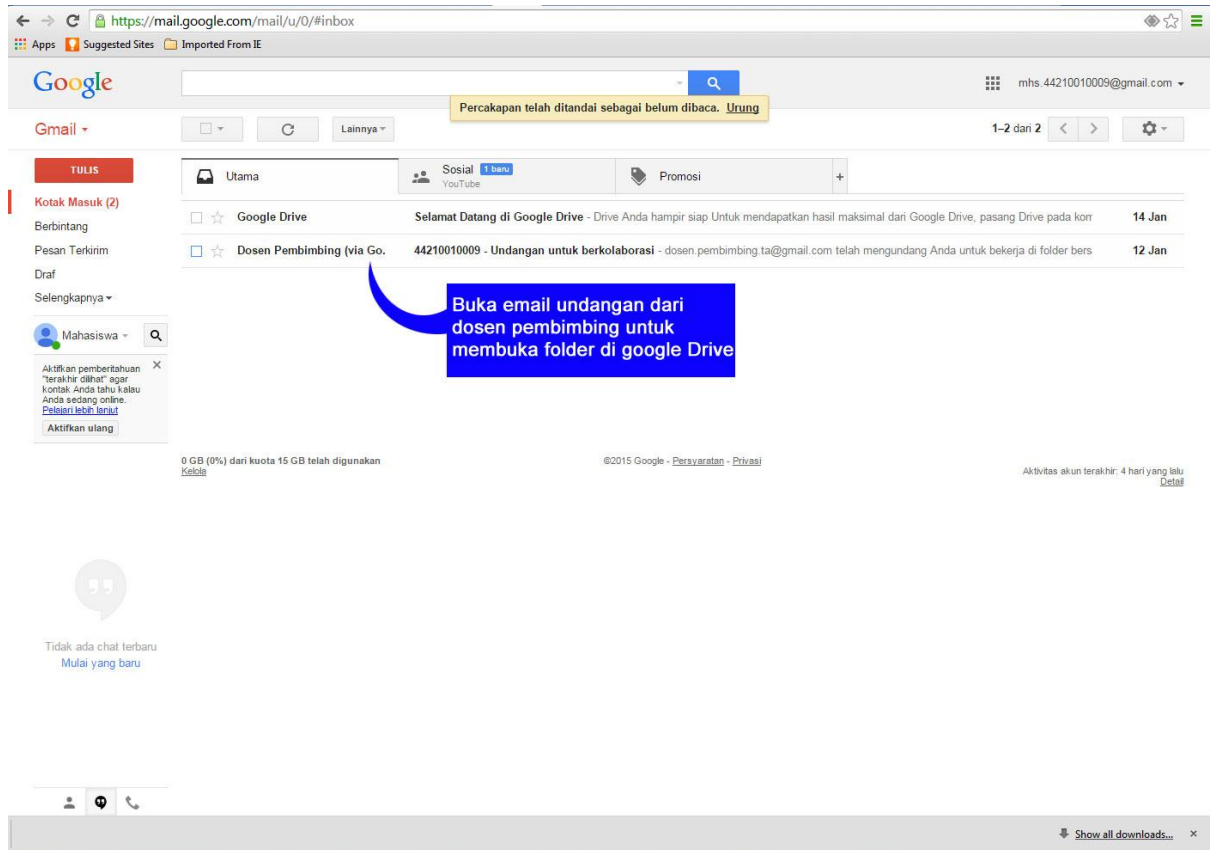 https://mail.google.com/mail/u/0/#inbox
Apps Suggested Sites Imported From IE
Google
mhs.44210010009@gmail.com
Percakapan telah ditandai sebagai belum dibaca. Urung
Gmail
Lainnya
1–2 dari 2
TULIS
Utama
Sosial 1 baru
YouTube
Promosi
+
Kotak Masuk (2)
Berbintang
Pesan Terkirim
Draf
Selengkapnya
Google Drive Selamat Datang di Google Drive - Drive Anda hampir siap Untuk mendapatkan hasil maksimal dari Google Drive, pasang Drive pada kom 14 Jan
Dosen Pembimbing (via Go. 44210010009 - Undangan untuk berkolaborasi - dosen.pembimbing.ta@gmail.com telah mengundang Anda untuk bekerja di folder bers 12 Jan
Buka email undangan dari
dosen pembimbing untuk
membuka folder di google Drive
Mahasiswa
Aktifkan pemberitahuan
"terakhir dilihat" agar
kontak Anda tahu kalau
Anda sedang online.
Pelajari lebih lanjut
Aktifkan ulang
0 GB (0%) dari kuota 15 GB telah digunakan
Kelola
©2015 Google - Persyaratan - Privasi
Aktivitas akun terakhir: 4 hari yang lalu
Detail
Tidak ada chat terbaru
Mulai yang baru
Show all downloads...